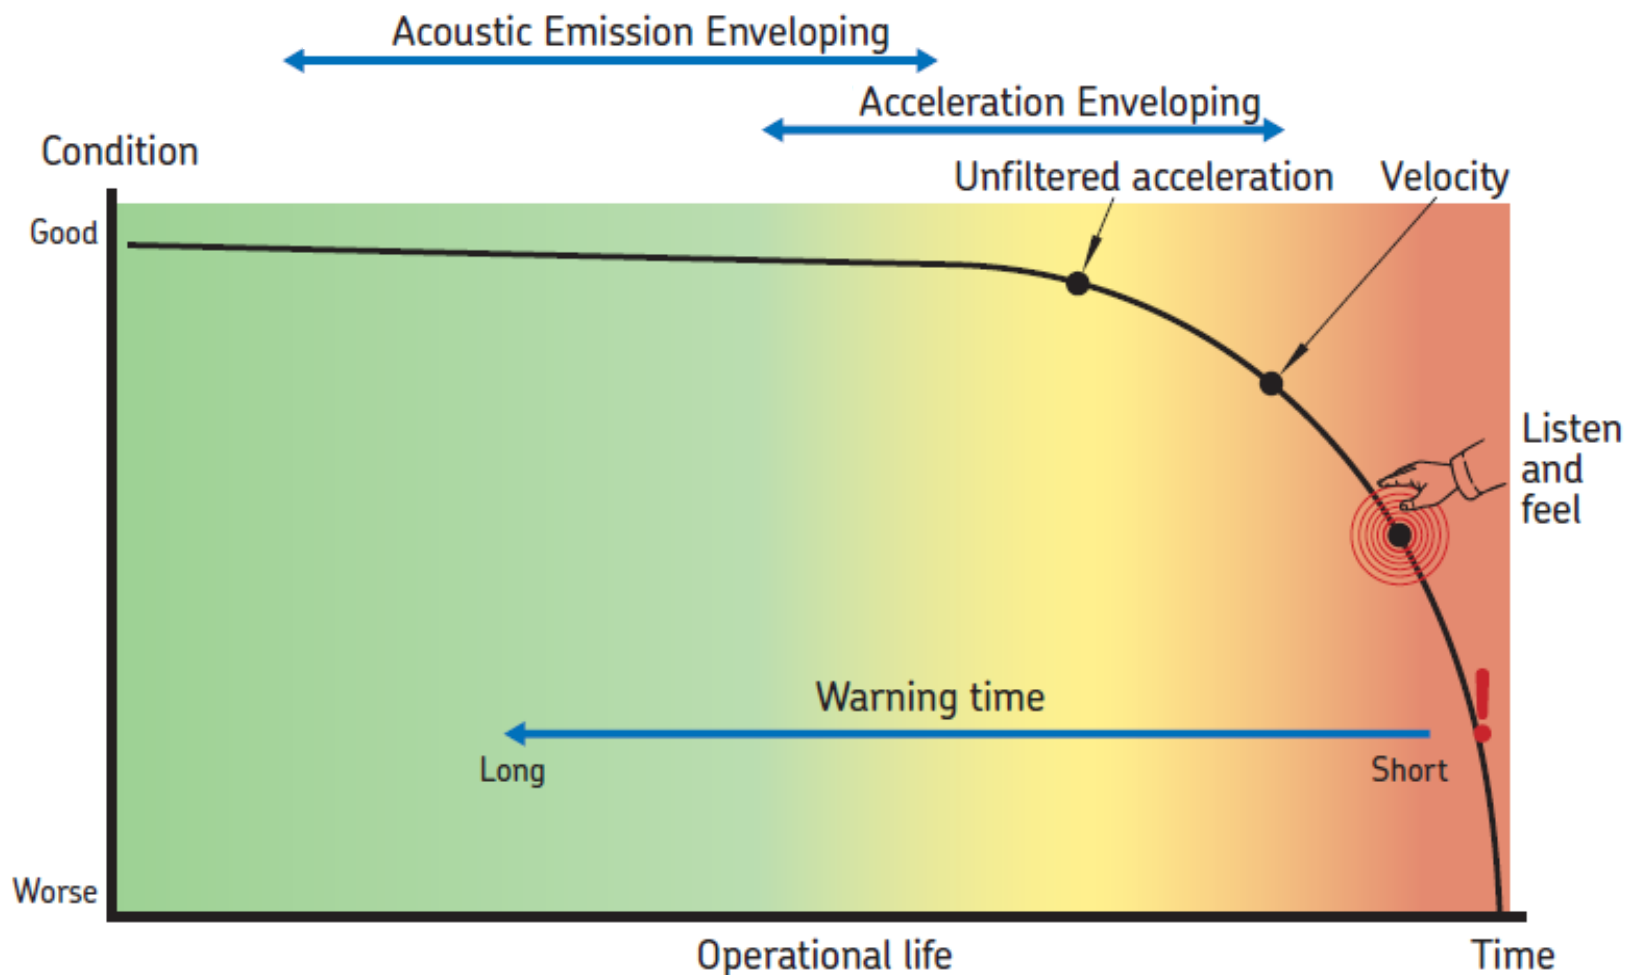 Acoustic Emission Enveloping
Acceleration Enveloping
Condition
Unfiltered acceleration
Velocity
Good
Listen
and
feel
Warning time
Long
Short
!
Worse
Operational life
Time